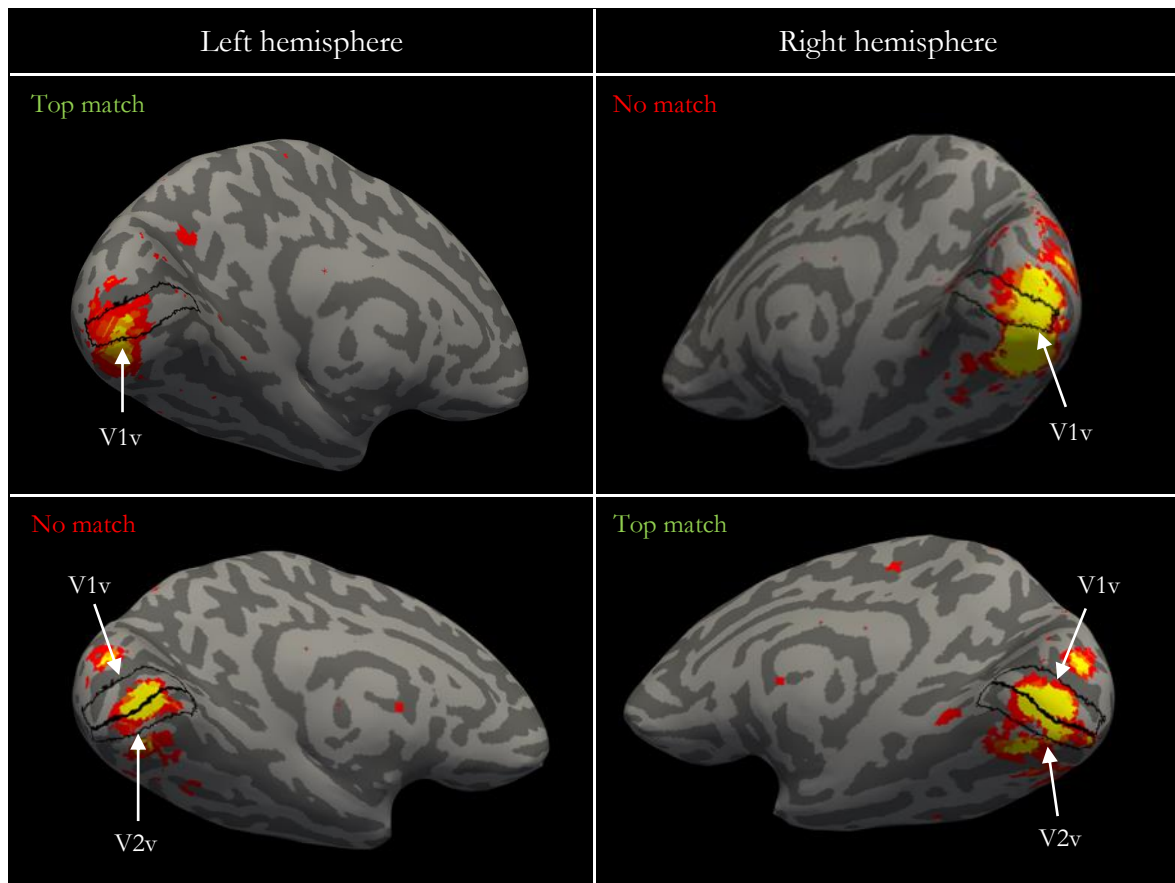 Left hemisphere
Right hemisphere
Top match
No match
V1v
V1v
No match
Top match
V1v
V1v
V2v
V2v